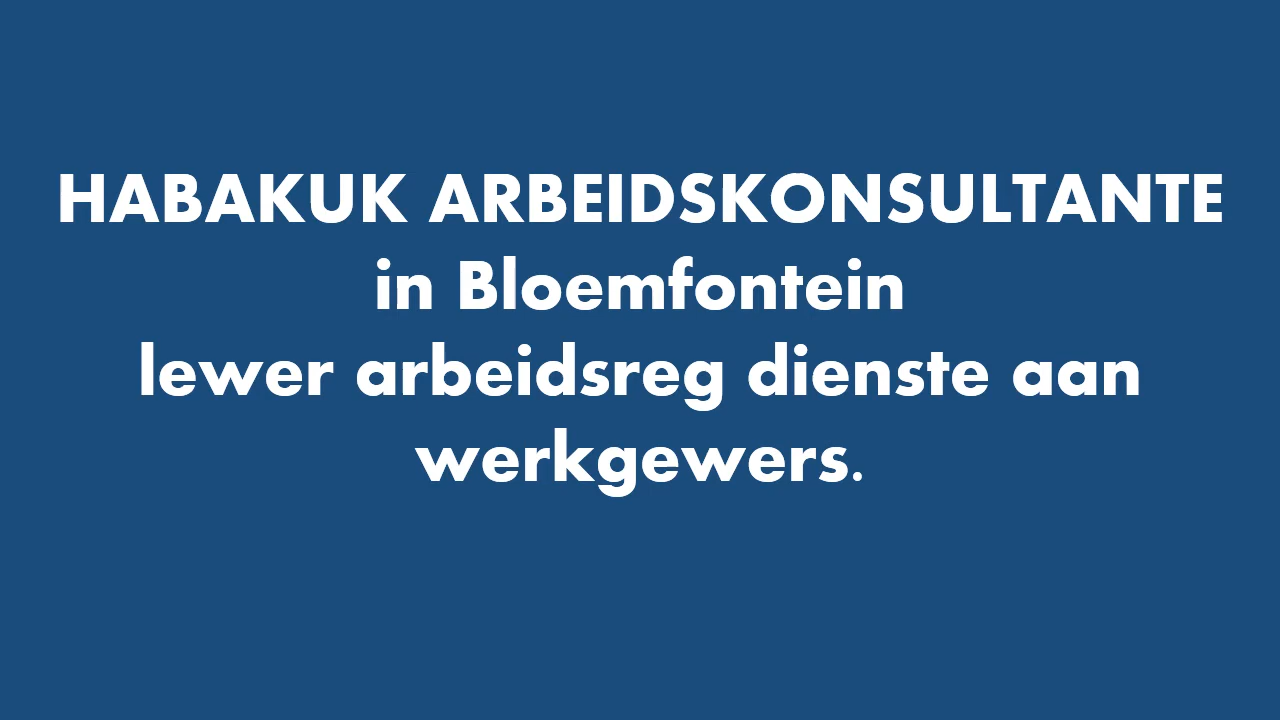 HABAKUK ARBEIDSKONSULTANTE
in Bloemfontein
lewer arbeidsreg dienste aan
werkgewers.